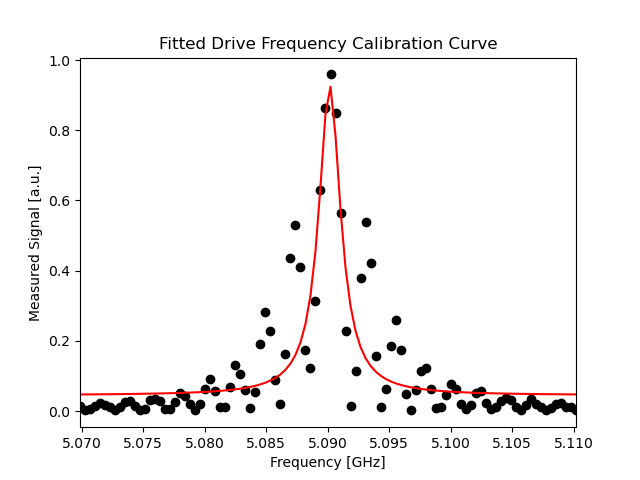 Fitted Drive Frequency Calibration Curve
1.0
0.8
0.6
0.4
0.2
0.0
Measured Signal [a.u.]
5.070 5.075 5.080 5.085 5.090 5.095 5.100 5.105 5.110
Frequency [GHz]